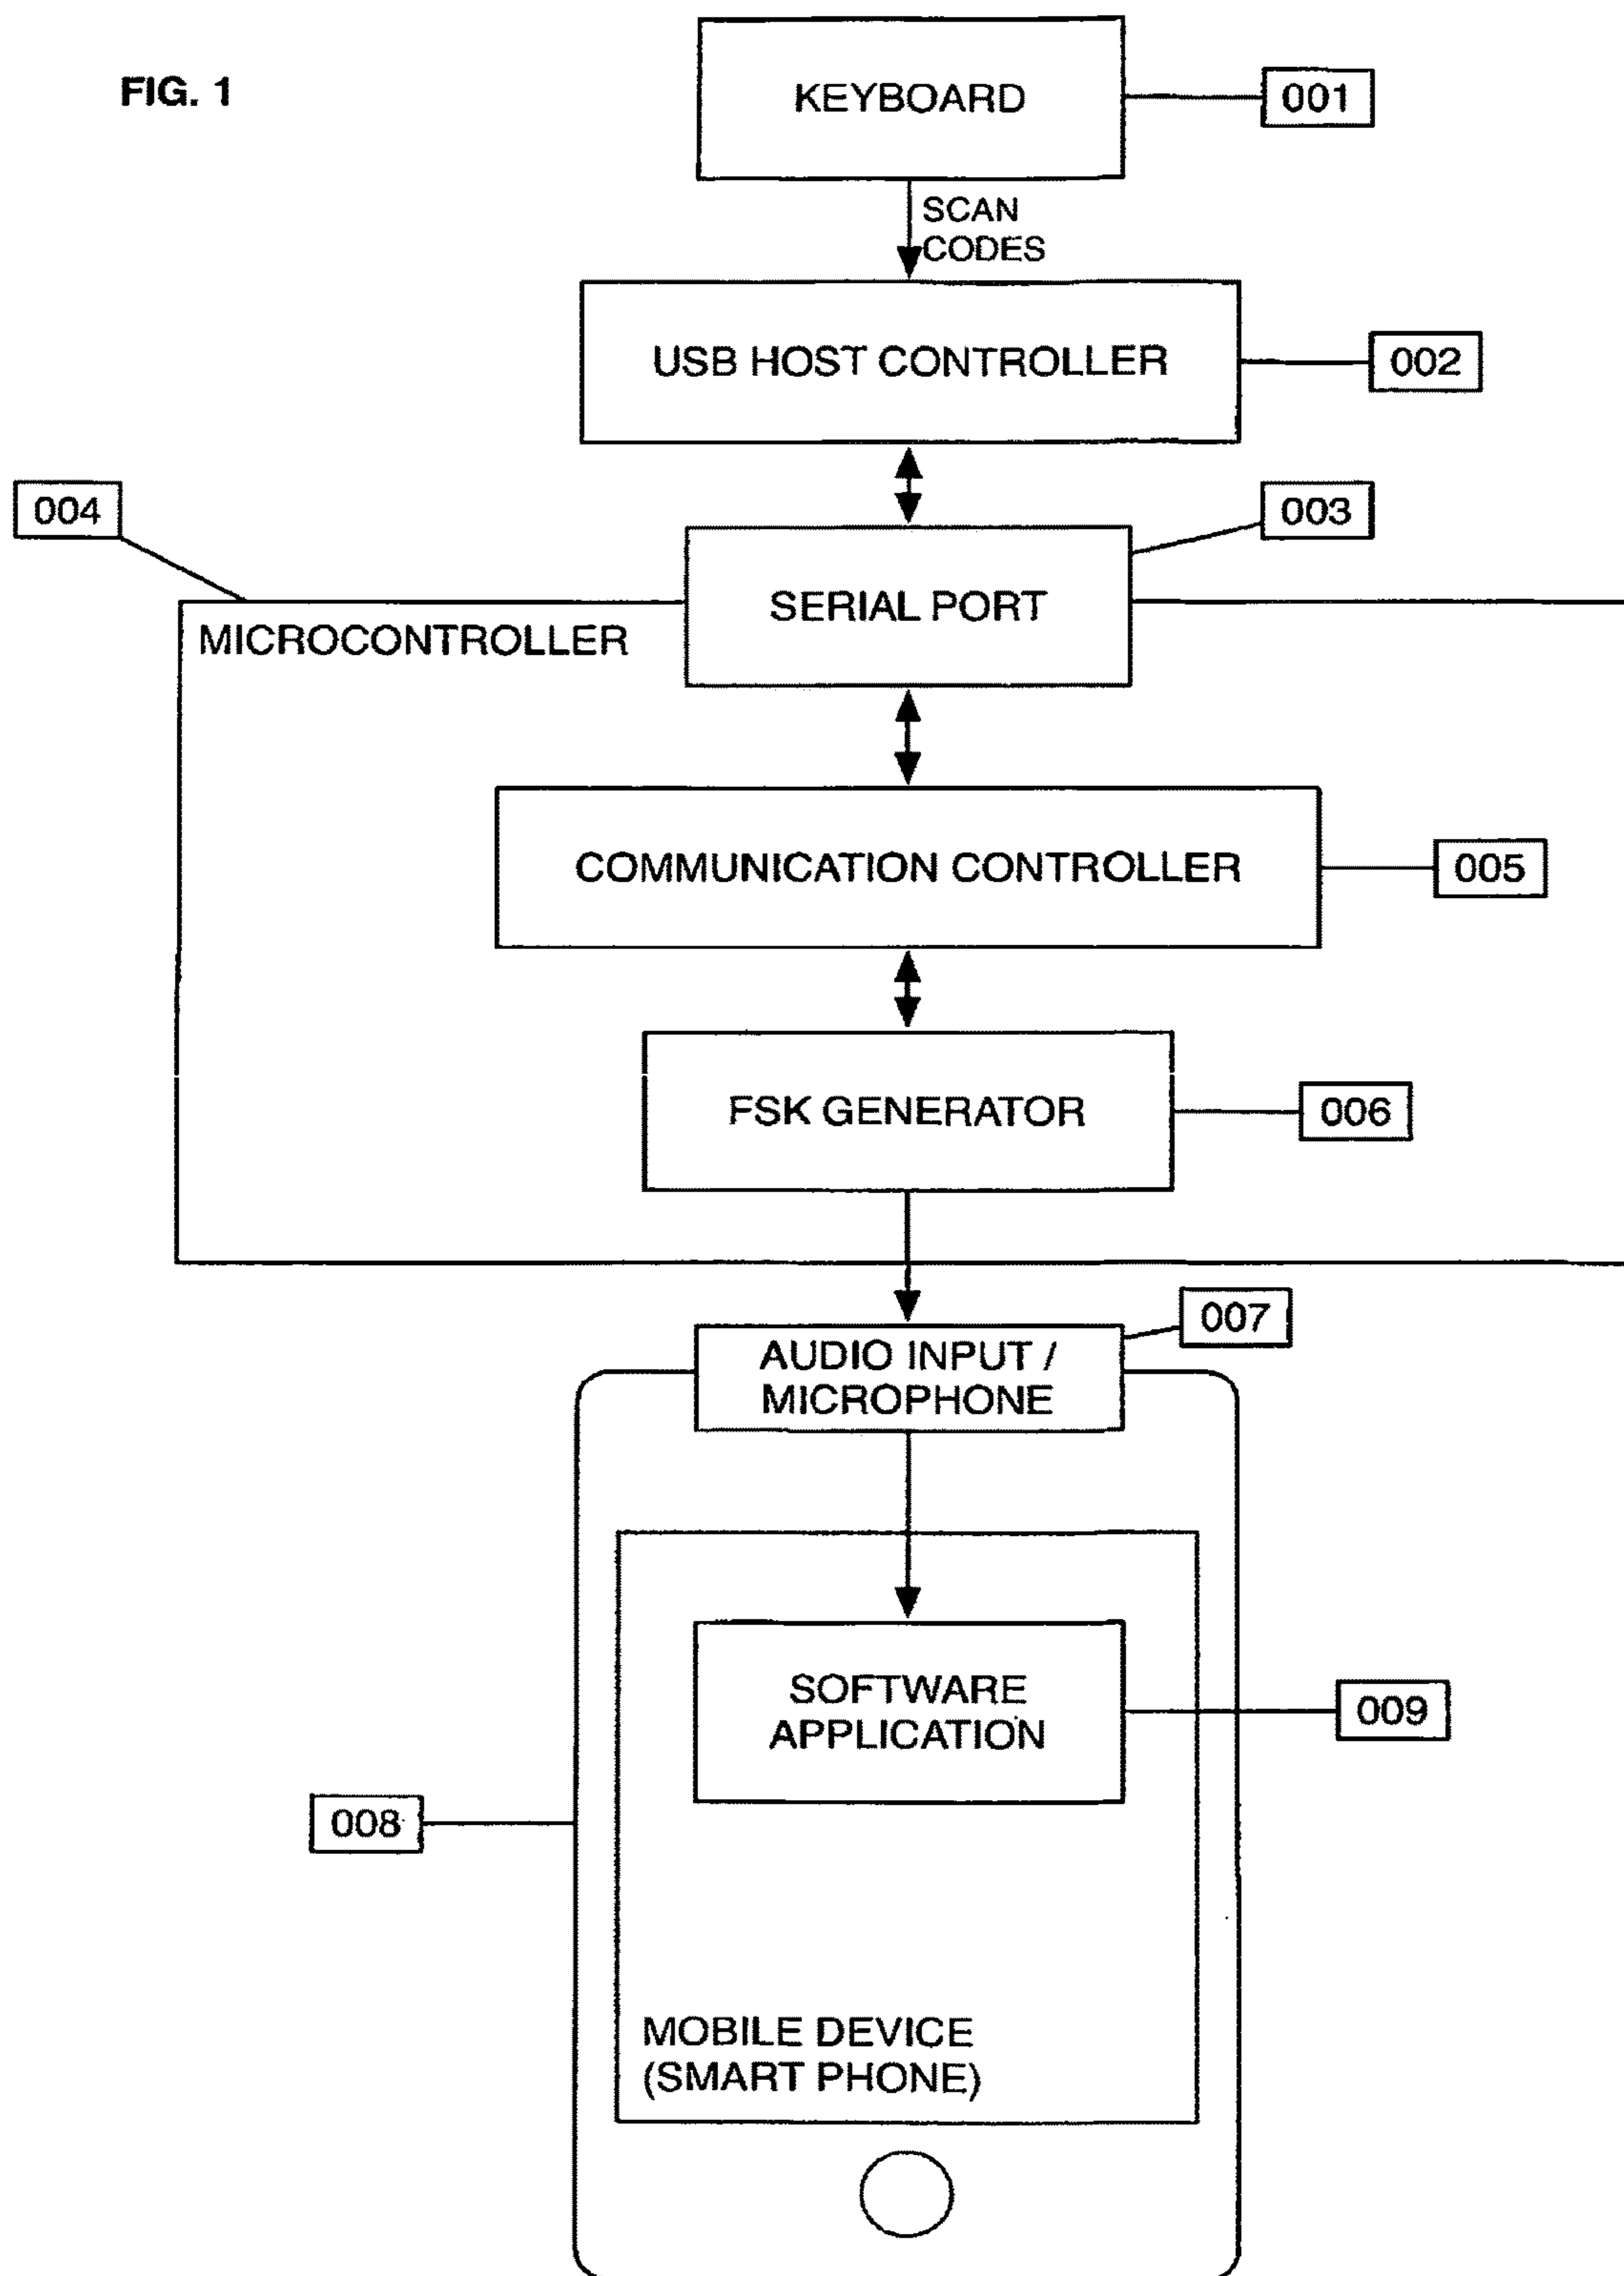 FIG. 1
KEYBOARD
001
SCAN
CODES
USB HOST CONTROLLER
002
004
003
SERIAL PORT
MICROCONTROLLER
COMMUNICATION CONTROLLER
005
FSK GENERATOR
006
007
AUDIO INPUT /
MICROPHONE
SOFTWARE
APPLICATION
009
008
MOBILE DEVICE
(SMART PHONE)